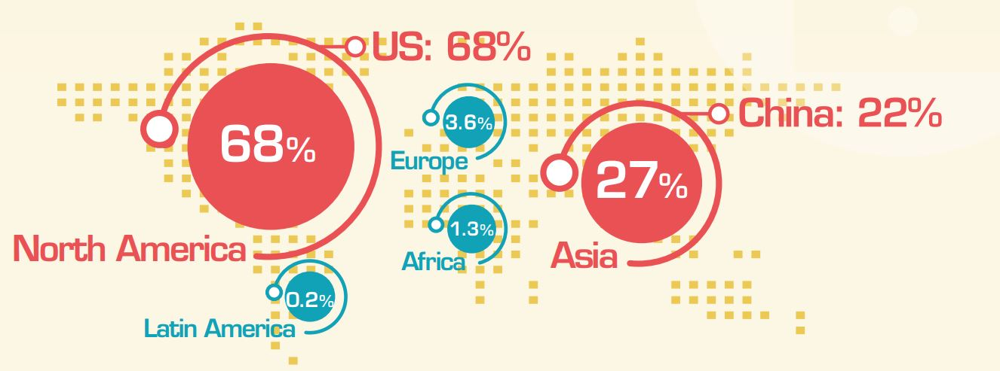 US: 68%
68%
North America
3.6%
Europe
China: 22%
27%
Asia
1.3%
Africa
0.2%
Latin America